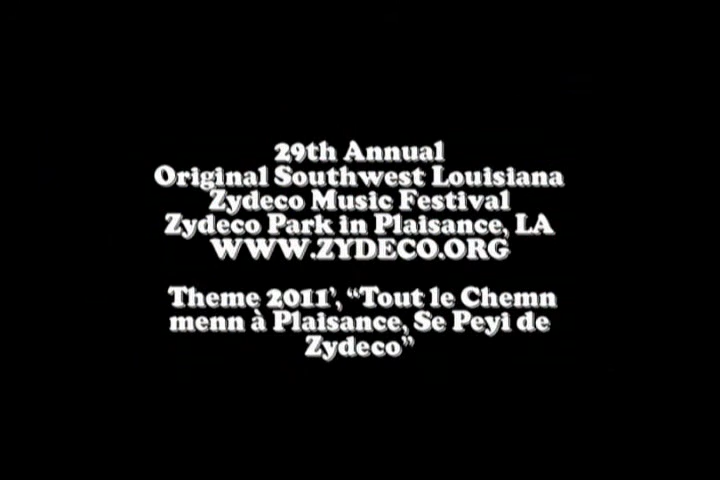 29th Annual
Original Southwest Louisiana
Zydeco Music Festival
Zydeco Park in Plaisance, LA
WWW.ZYDECO.ORG
Theme 2011', “Tout le Chemn
menn à Plaisance, Se Peyi de
Zydeco”